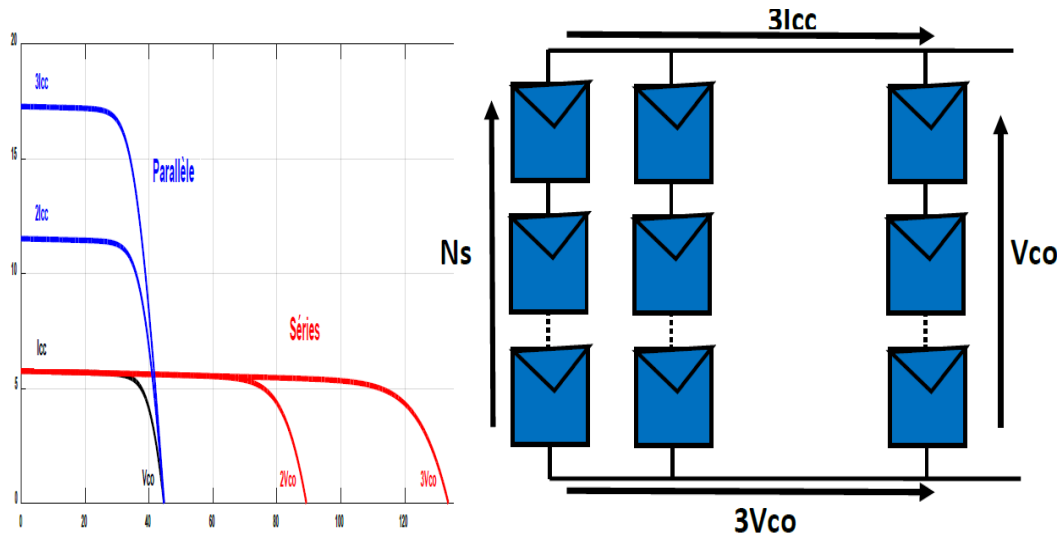 20
3Icc
15
Parallèle
2Icc
10
Séries
Icc
5
Vco
2Vco
3Vco
0
0
20
40
60
80
100
120
3Icc
Ns
Vco
3Vco